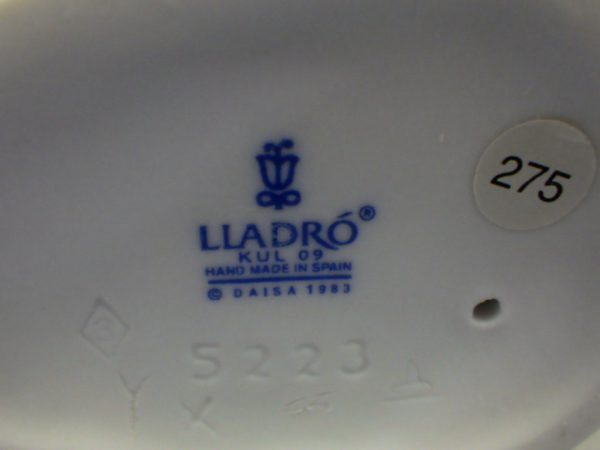 LLADRÓ®
KUL 09
HAND MADE IN SPAIN
© DAISA 1983
275
5223
Y X